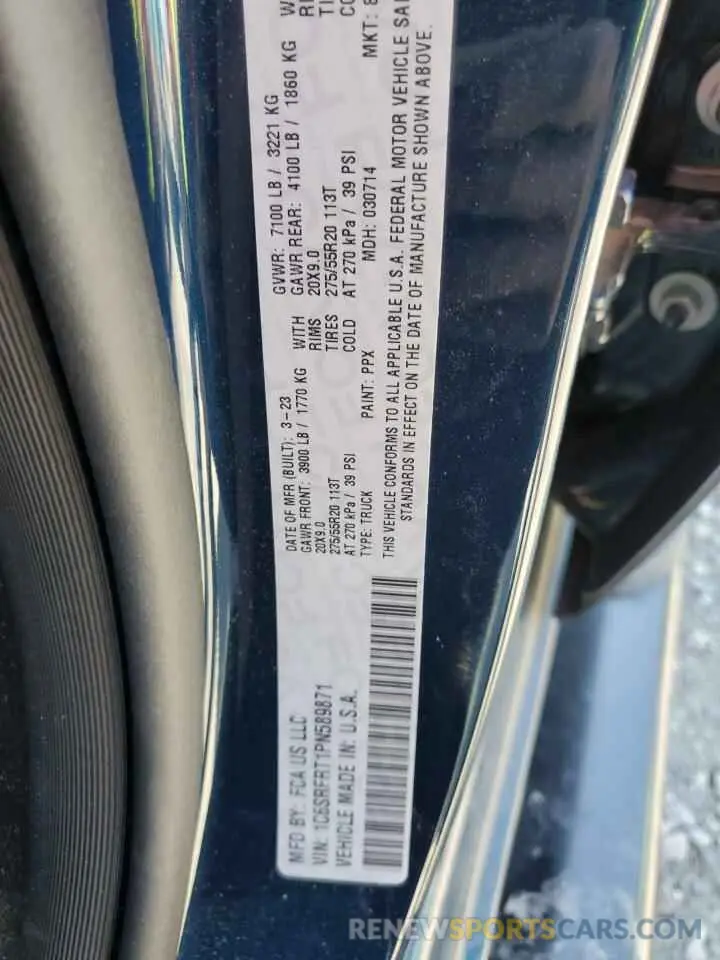 MFD BY: FCA US LLC
VIN: 1C6SRFRT1PN589871
VEHICLE MADE IN: U.S.A.
DATE OF MFR (BUILT): 3-23 GVWR: 7100 LB / 3221 KG
GAWR FRONT: 3900 LB / 1770 KG WITH GAWR REAR: 4100 LB / 1860 KG
20X9.0 RIMS 20X9.0
275/55R20 113T TIRES 275/55R20 113T
AT 270 kPa / 39 PSI COLD AT 270 kPa / 39 PSI
TYPE: TRUCK PAINT: PPX MDH: 030714 MKT:
THIS VEHICLE CONFORMS TO ALL APPLICABLE U.S.A. FEDERAL MOTOR VEHICLE
STANDARDS IN EFFECT ON THE DATE OF MANUFACTURE SHOWN ABOVE.
RENEWSPORTSCARS.COM